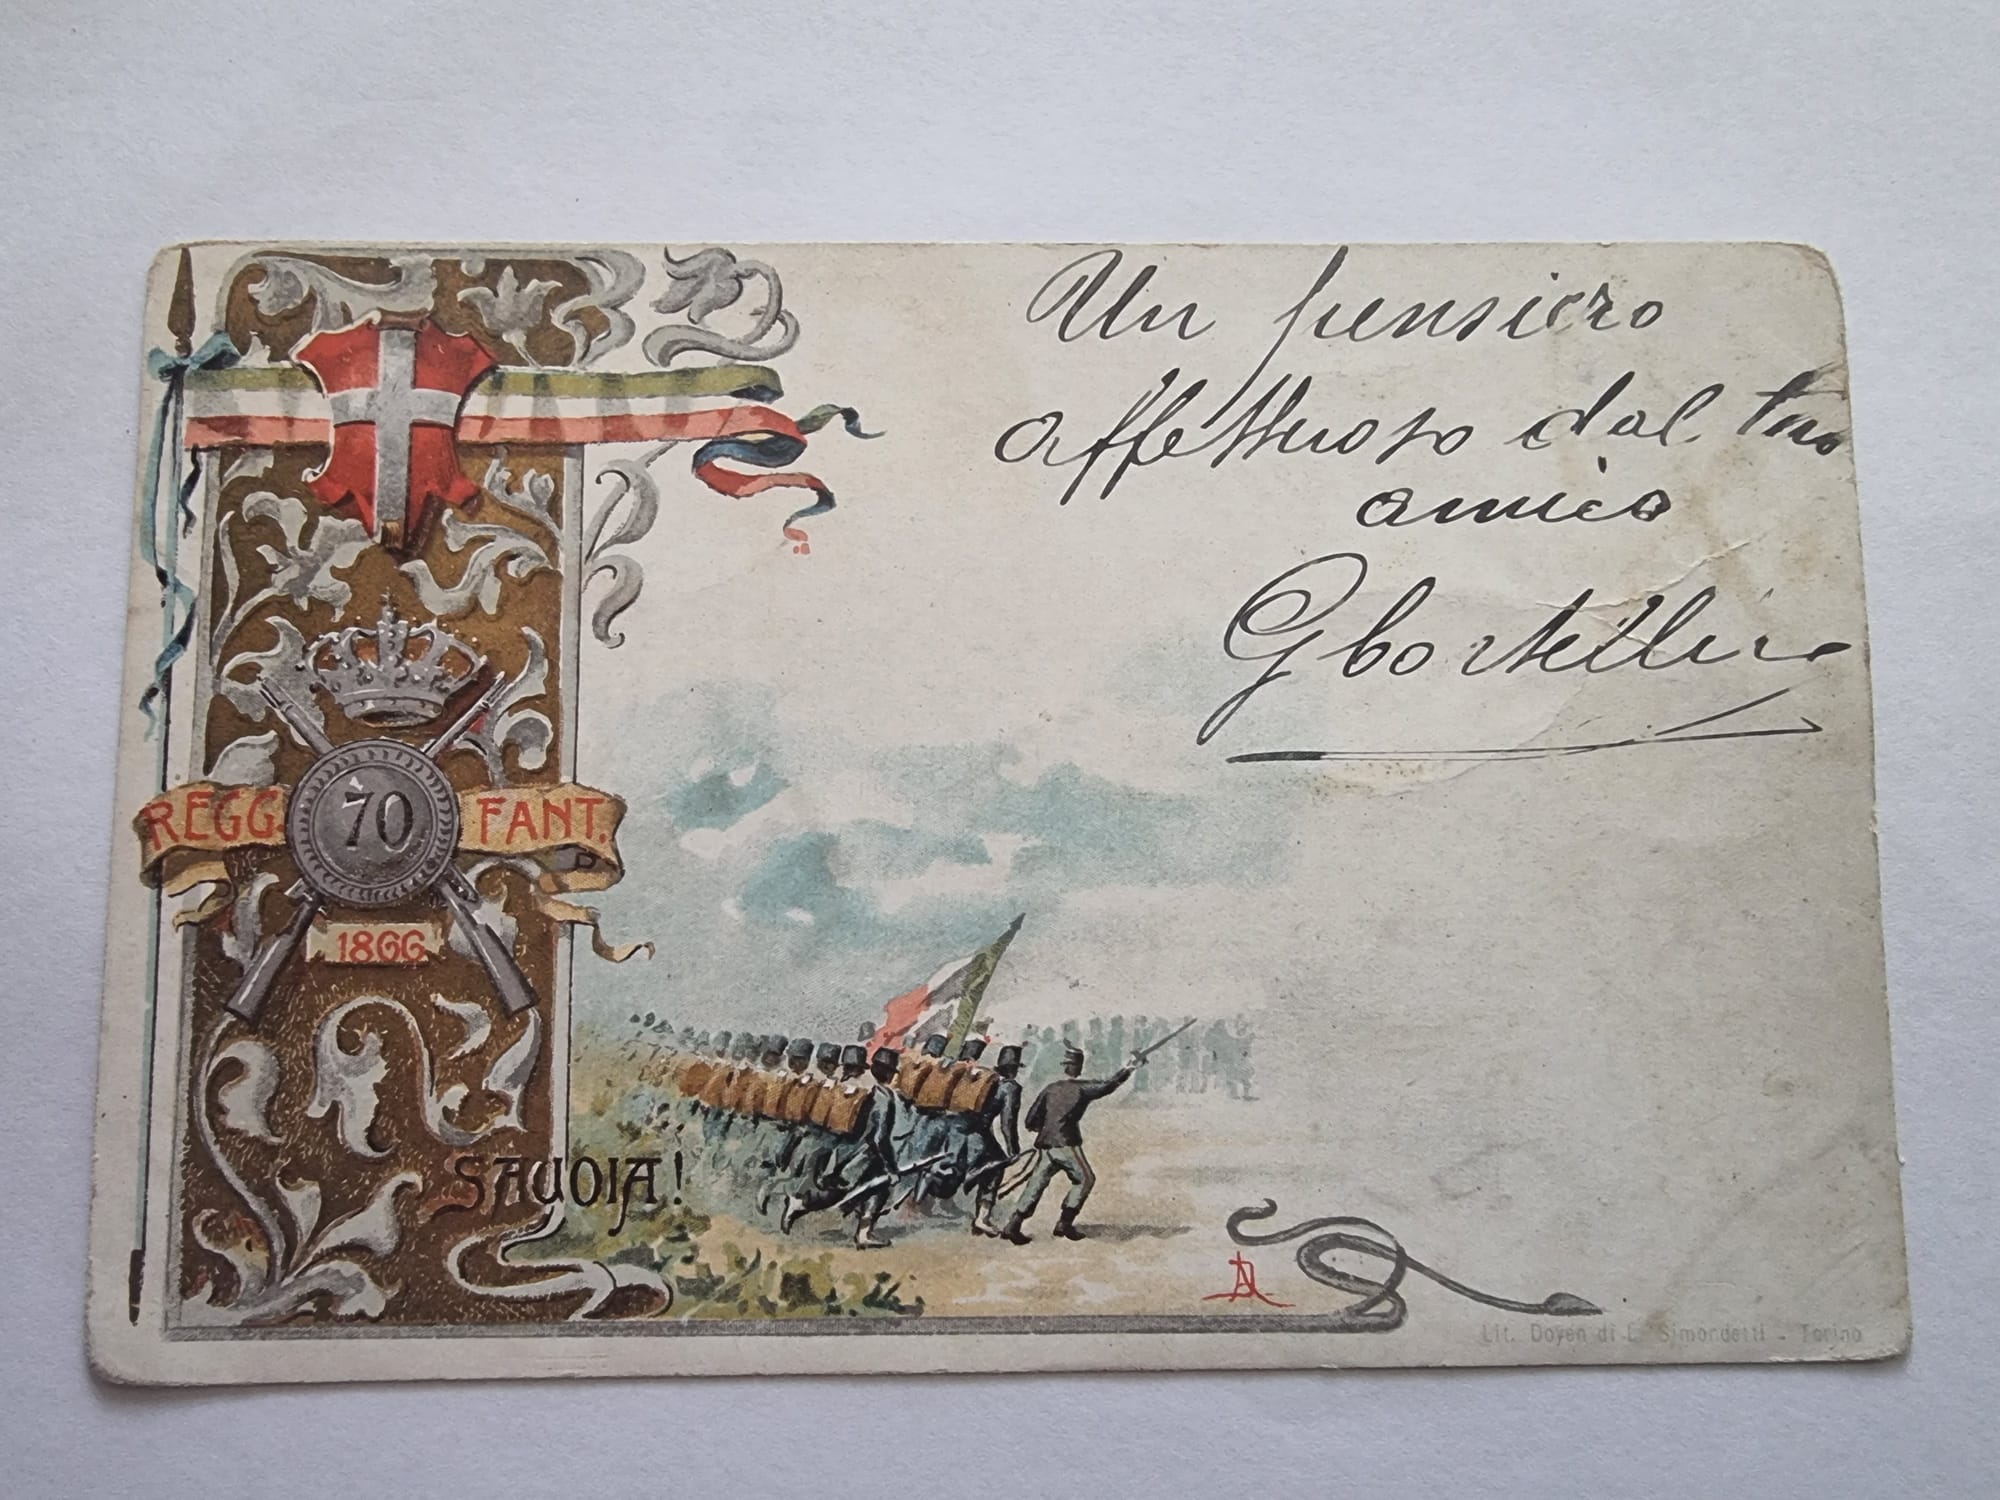 Un pensiero
affettuoso dal tuo
amico
REGG. 70 FANT.
1866
SAVOIA!
Lit. Doyen di L. Simondetti - Torino